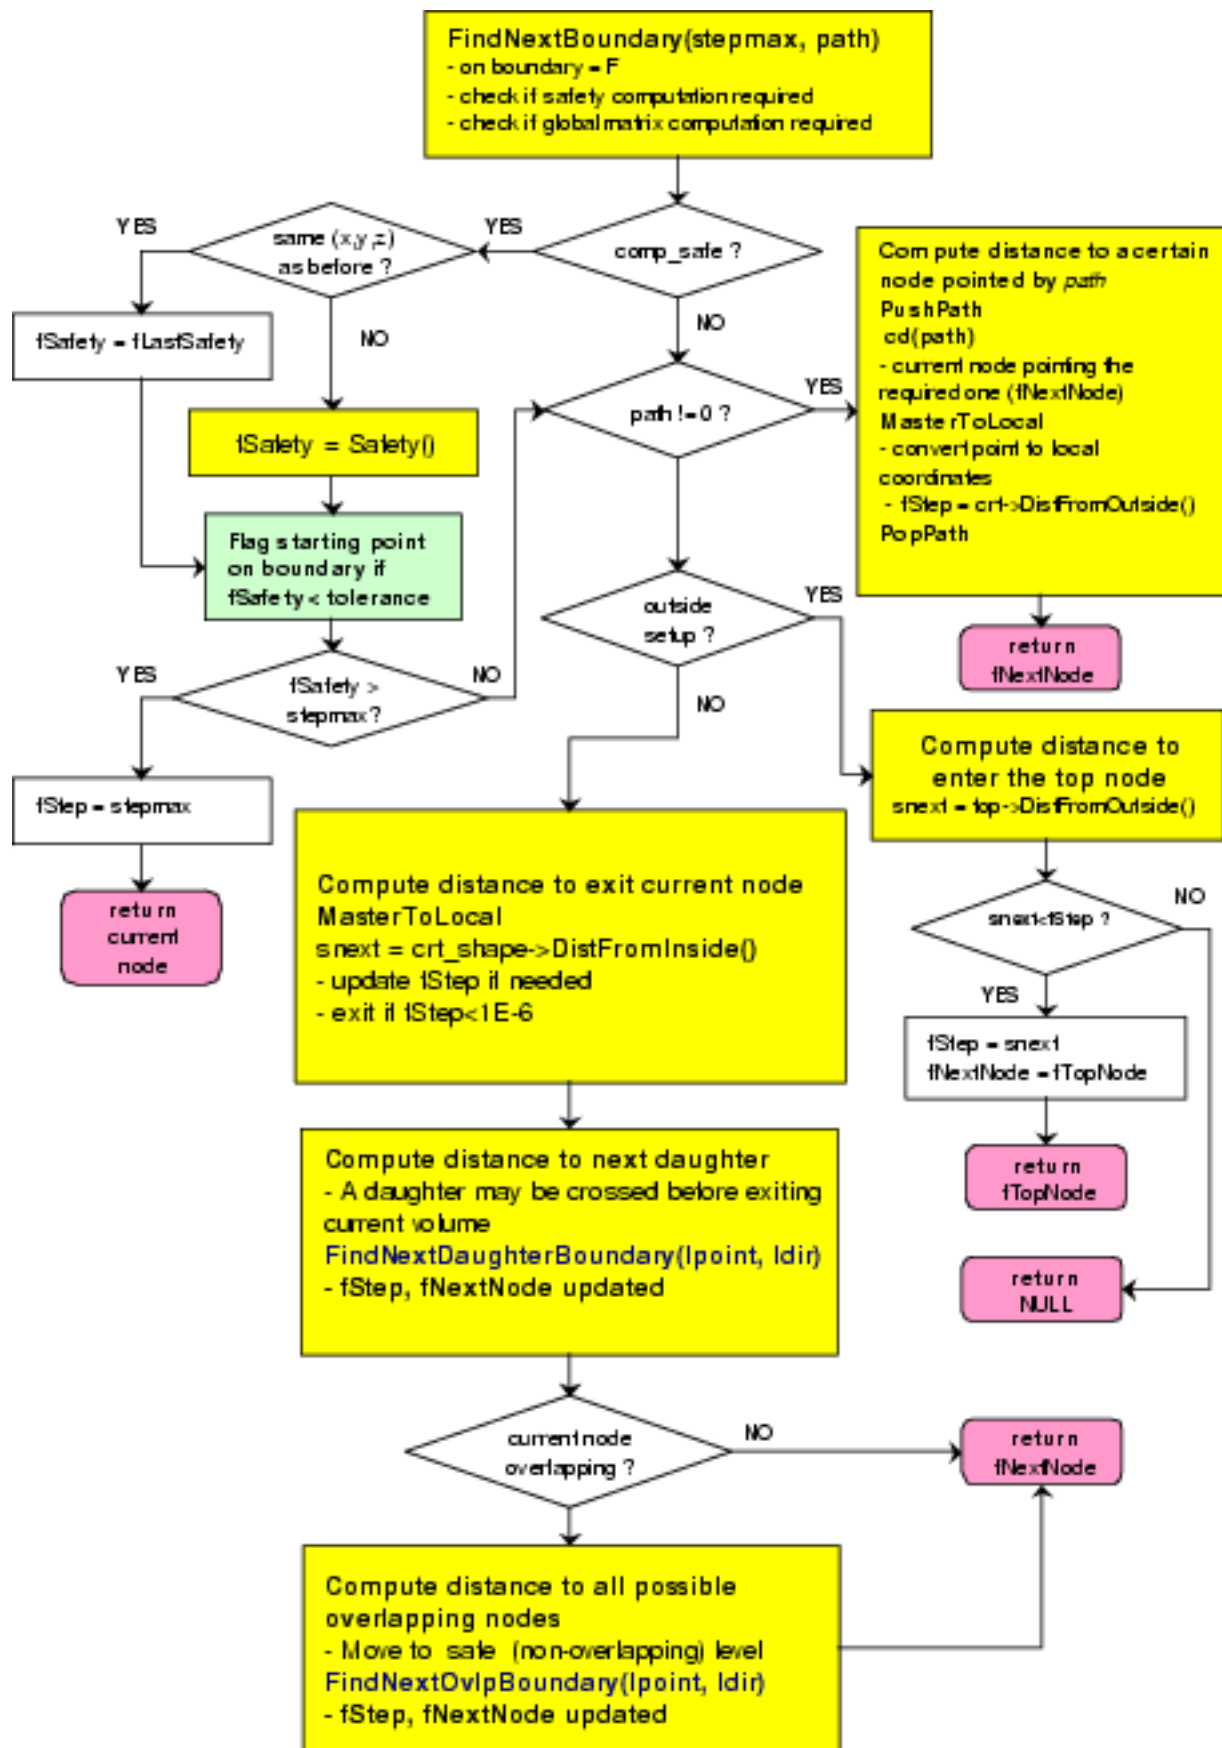 FindNextBoundary(stepmax, path)
- on boundary = F
- check if safety computation required
- check if global matrix computation required
YES
same (x,y,z)
as before ?
YES
comp_safe ?
NO
NO
fSafety = fLastSafety
fSafety = Safety()
Flag starting point
on boundary if
fSafety < tolerance
YES
fSafety >
stepmax ?
NO
fStep = stepmax
return
current
node
path != 0 ?
YES
Compute distance to a certain
node pointed by path
PushPath
cd(path)
- current node pointing the
required one (fNextNode)
MasterToLocal
- convert point to local
coordinates
- fStep = crt->DistFromOutside()
PopPath
return
fNextNode
outside
setup ?
YES
NO
Compute distance to
enter the top node
snext = top->DistFromOutside()
snext<fStep ?
NO
YES
fStep = snext
fNextNode = fTopNode
return
fTopNode
return
NULL
Compute distance to exit current node
MasterToLocal
snext = crt_shape->DistFromInside()
- update fStep if needed
- exit if fStep<1E-6
Compute distance to next daughter
- A daughter may be crossed before exiting
current volume
FindNextDaughterBoundary(lpoint, ldir)
- fStep, fNextNode updated
current node
overlapping ?
NO
return
fNextNode
Compute distance to all possible
overlapping nodes
- Move to safe (non-overlapping) level
FindNextOvlpBoundary(lpoint, ldir)
- fStep, fNextNode updated